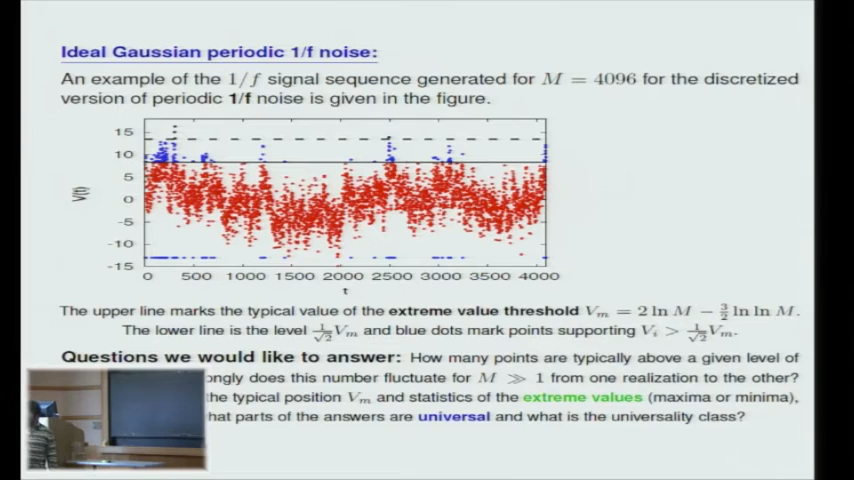 Ideal Gaussian periodic 1/f noise:
An example of the 1/f signal sequence generated for M = 4096 for the discretized
version of periodic 1/f noise is given in the figure.
15
10
5
0
-5
-10
-15
V(t)
0 500 1000 1500 2000 2500 3000 3500 4000
t
The upper line marks the typical value of the extreme value threshold V_m = 2 ln M − 3/2 ln ln M.
The lower line is the level 1/√2 V_m and blue dots mark points supporting V_i > 1/√2 V_m.
Questions we would like to answer: How many points are typically above a given level of
does this number fluctuate for M ≫ 1 from one realization to the other?
the typical position V_m and statistics of the extreme values (maxima or minima),
parts of the answers are universal and what is the universality class?